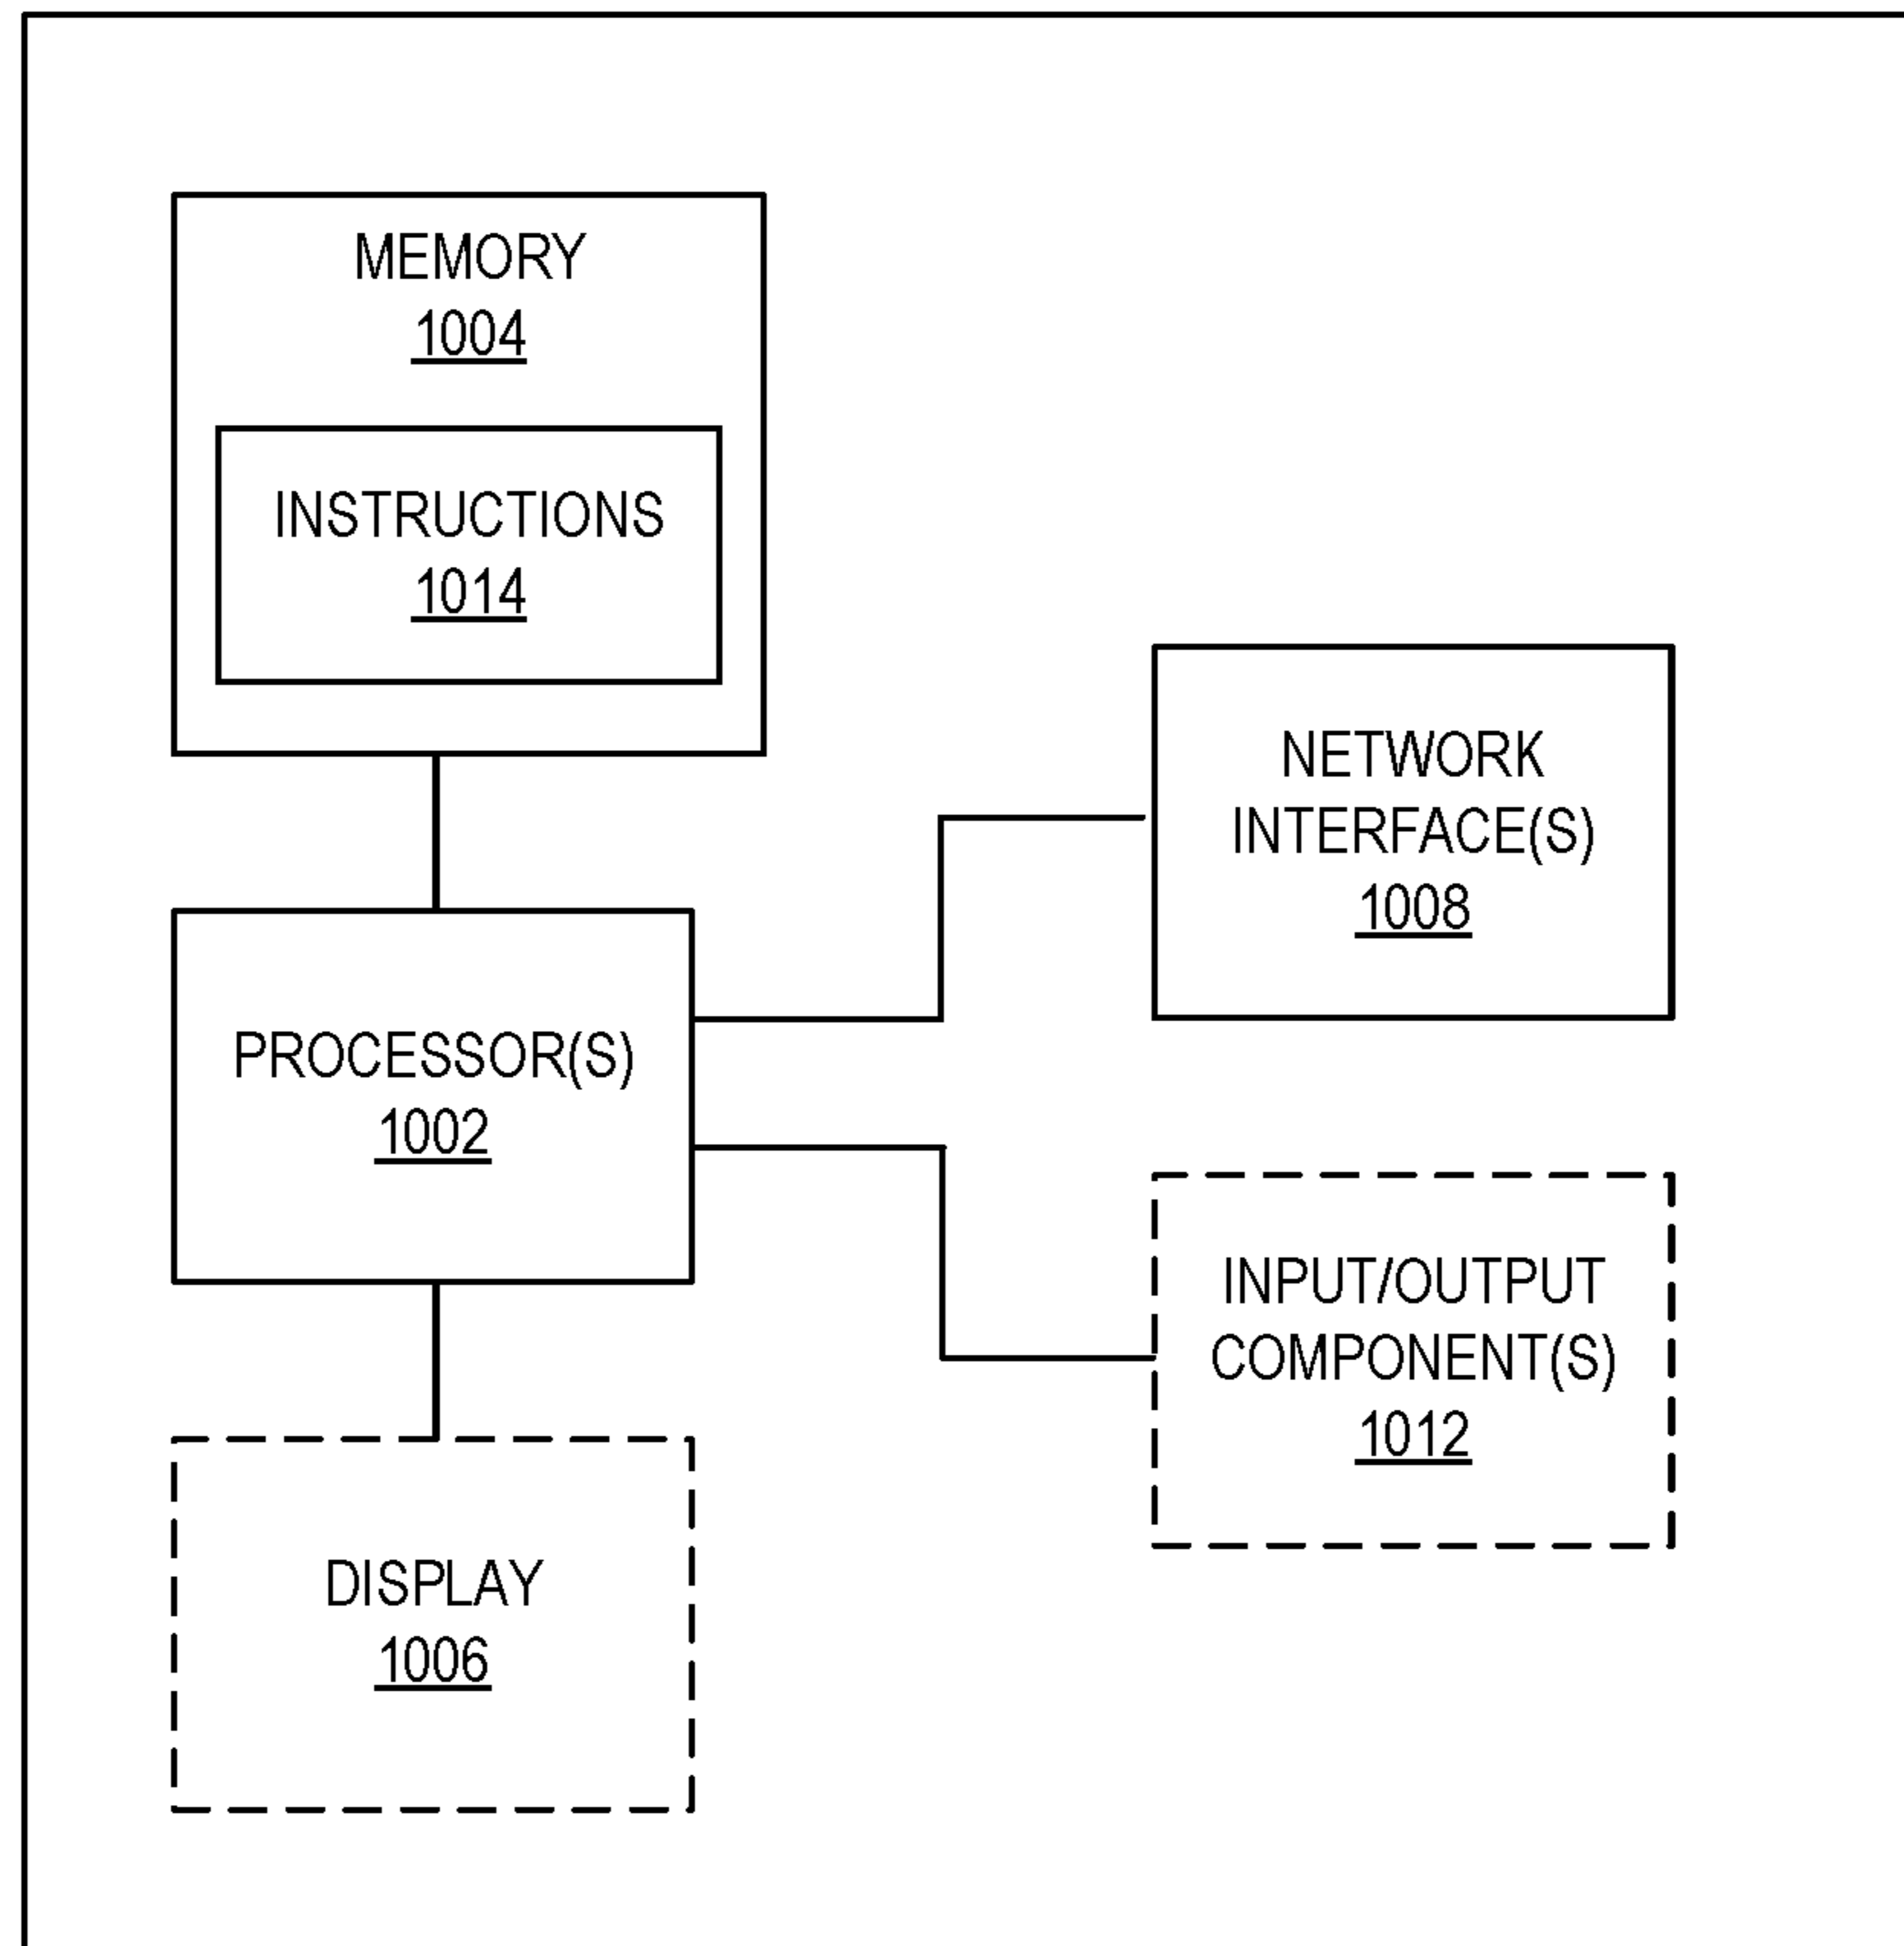 MEMORY
1004
INSTRUCTIONS
1014
NETWORK
INTERFACE(S)
1008
PROCESSOR(S)
1002
INPUT/OUTPUT
COMPONENT(S)
1012
DISPLAY
1006